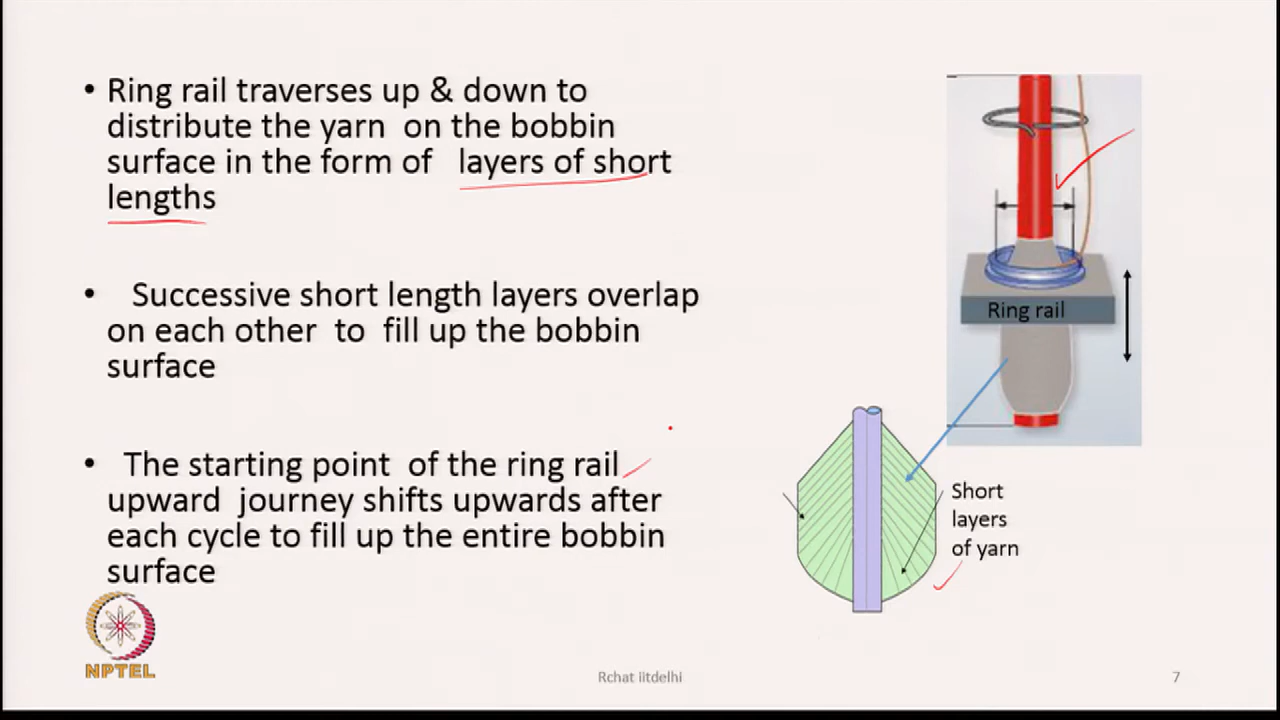 • Ring rail traverses up & down to
distribute the yarn on the bobbin
surface in the form of layers of short
lengths
• Successive short length layers overlap
on each other to fill up the bobbin
surface
• The starting point of the ring rail
upward journey shifts upwards after
each cycle to fill up the entire bobbin
surface
Ring rail
Short
layers
of yarn
NPTEL
Rchat iitdelhi
7